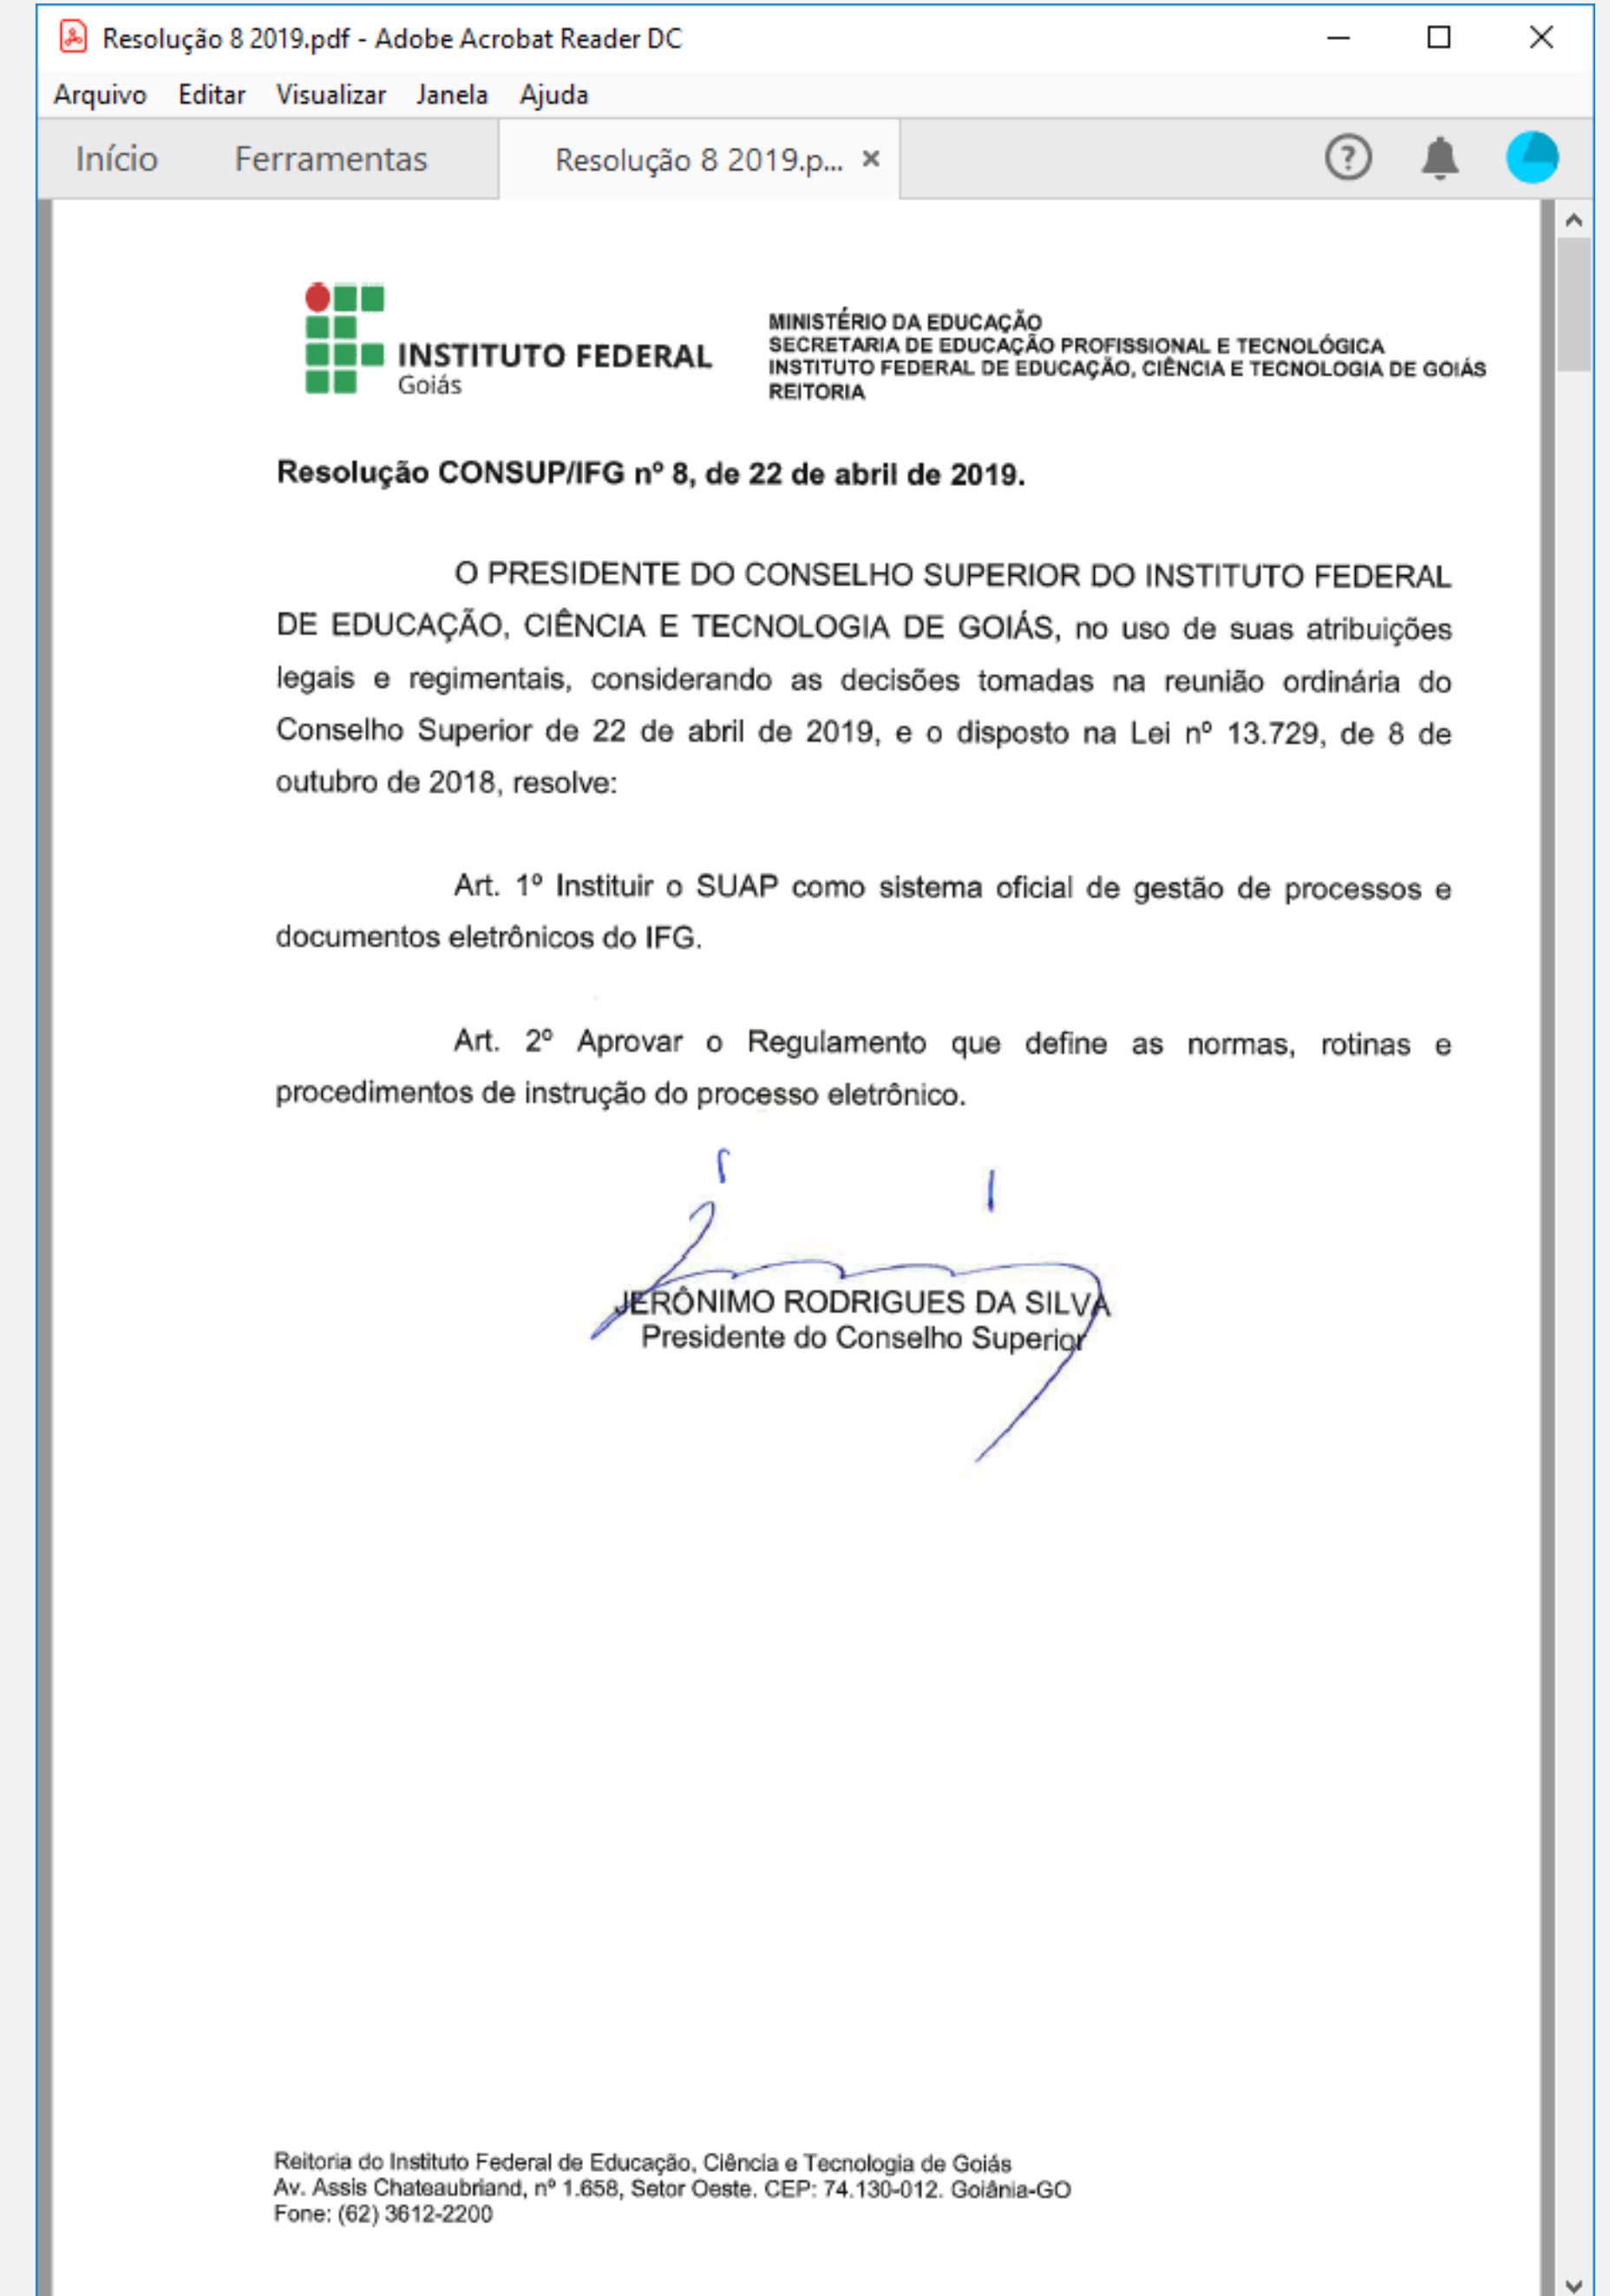 Resolução 8 2019.pdf - Adobe Acrobat Reader DC
Arquivo Editar Visualizar Janela Ajuda
Início Ferramentas Resolução 8 2019.p... ×
INSTITUTO FEDERAL
Goiás
MINISTÉRIO DA EDUCAÇÃO
SECRETARIA DE EDUCAÇÃO PROFISSIONAL E TECNOLÓGICA
INSTITUTO FEDERAL DE EDUCAÇÃO, CIÊNCIA E TECNOLOGIA DE GOIÁS
REITORIA
Resolução CONSUP/IFG nº 8, de 22 de abril de 2019.
O PRESIDENTE DO CONSELHO SUPERIOR DO INSTITUTO FEDERAL
DE EDUCAÇÃO, CIÊNCIA E TECNOLOGIA DE GOIÁS, no uso de suas atribuições
legais e regimentais, considerando as decisões tomadas na reunião ordinária do
Conselho Superior de 22 de abril de 2019, e o disposto na Lei nº 13.729, de 8 de
outubro de 2018, resolve:
Art. 1º Instituir o SUAP como sistema oficial de gestão de processos e
documentos eletrônicos do IFG.
Art. 2º Aprovar o Regulamento que define as normas, rotinas e
procedimentos de instrução do processo eletrônico.
JERÔNIMO RODRIGUES DA SILVA
Presidente do Conselho Superior
Reitoria do Instituto Federal de Educação, Ciência e Tecnologia de Goiás
Av. Assis Chateaubriand, nº 1.658, Setor Oeste. CEP: 74.130-012. Goiânia-GO
Fone: (62) 3612-2200